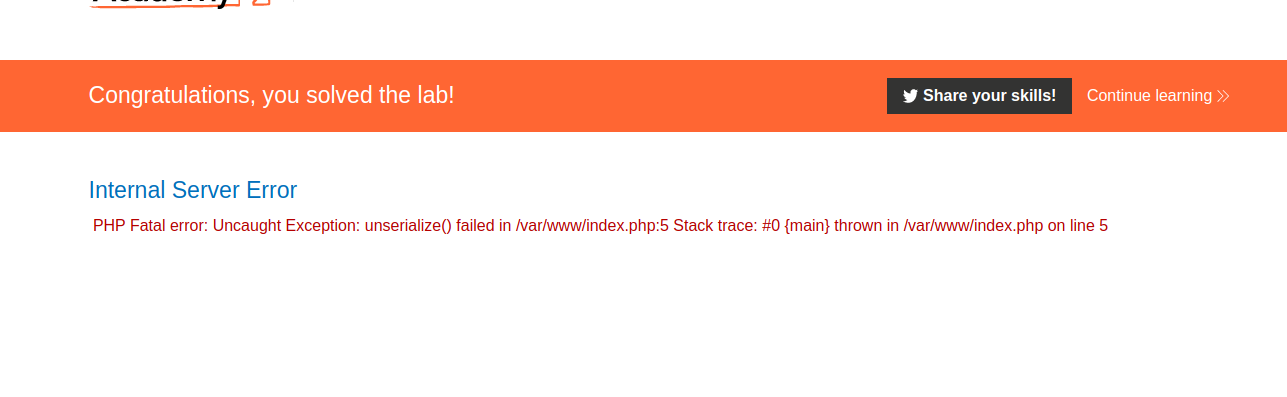 Academy
Congratulations, you solved the lab!
Share your skills!
Continue learning
Internal Server Error
PHP Fatal error: Uncaught Exception: unserialize() failed in /var/www/index.php:5 Stack trace: #0 {main} thrown in /var/www/index.php on line 5